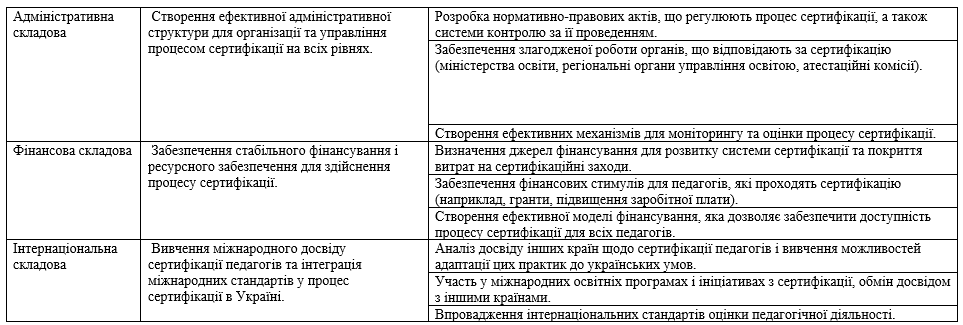 Адміністративна
складова
Створення ефективної адміністративної
структури для організації та управління
процесом сертифікації на всіх рівнях.
Розробка нормативно-правових актів, що регулюють процес сертифікації, а також
системи контролю за її проведенням.
Забезпечення злагодженої роботи органів, що відповідають за сертифікацію
(міністерства освіти, регіональні органи управління освітою, атестаційні комісії).
Створення ефективних механізмів для моніторингу та оцінки процесу сертифікації.
Фінансова складова
Забезпечення стабільного фінансування і
ресурсного забезпечення для здійснення
процесу сертифікації.
Визначення джерел фінансування для розвитку системи сертифікації та покриття
витрат на сертифікаційні заходи.
Забезпечення фінансових стимулів для педагогів, які проходять сертифікацію
(наприклад, гранти, підвищення заробітної плати).
Створення ефективної моделі фінансування, яка дозволяє забезпечити доступність
процесу сертифікації для всіх педагогів.
Інтернаціональна
складова
Вивчення міжнародного досвіду
сертифікації педагогів та інтеграція
міжнародних стандартів у процес
сертифікації в Україні.
Аналіз досвіду інших країн щодо сертифікації педагогів і вивчення можливостей
адаптації цих практик до українських умов.
Участь у міжнародних освітніх програмах і ініціативах з сертифікації, обмін досвідом
з іншими країнами.
Впровадження інтернаціональних стандартів оцінки педагогічної діяльності.